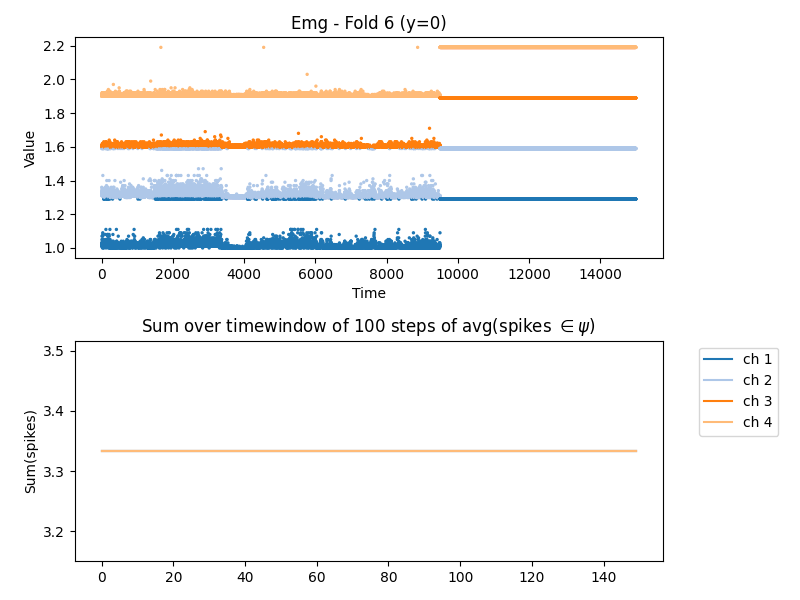 Emg - Fold 6 (y=0)
2.2
2.0
1.8
1.6
1.4
1.2
1.0
Value
0 2000 4000 6000 8000 10000 12000 14000
Time
Sum over timewindow of 100 steps of avg(spikes ∈ψ)
3.5
3.4
3.3
3.2
Sum(spikes)
0 20 40 60 80 100 120 140
ch 1
ch 2
ch 3
ch 4